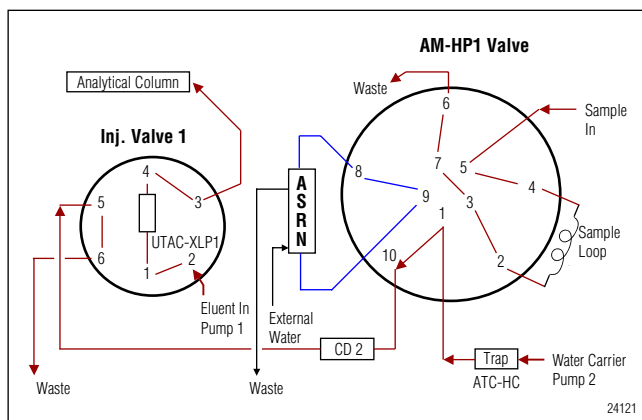 AM-HP1 Valve
Waste
Analytical Column
6
Sample
In
Inj. Valve 1
4
3
5
UTAC-XLP1
6
1
2
Eluent In
Pump 1
Waste
A
S
R
N
External
Water
Waste
8
7
5
4
9
3
1
10
2
Sample
Loop
CD 2
Trap
ATC-HC
Water Carrier
Pump 2
24121